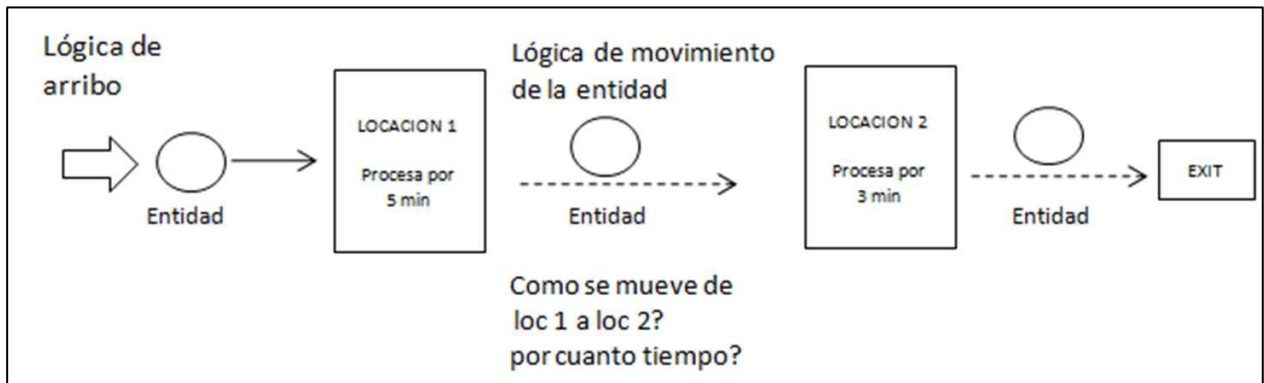 Lógica de
arribo
Entidad
LOCACION 1
Procesa por
5 min
Lógica de movimiento
de la entidad
Entidad
Como se mueve de
loc 1 a loc 2?
por cuanto tiempo?
LOCACION 2
Procesa por
3 min
Entidad
EXIT